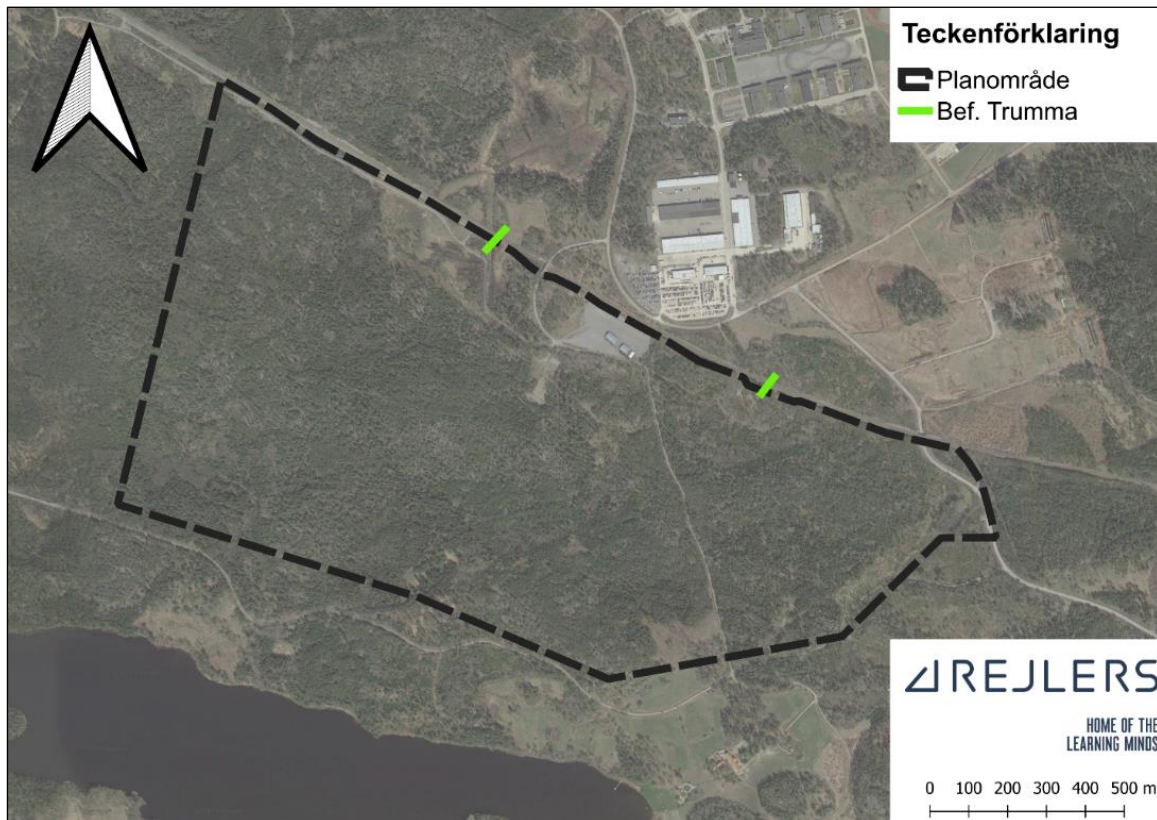 Teckenförklaring
Planområde
Bef. Trumma
REJLERS
HOME OF THE
LEARNING MINDS
0 100 200 300 400 500 m